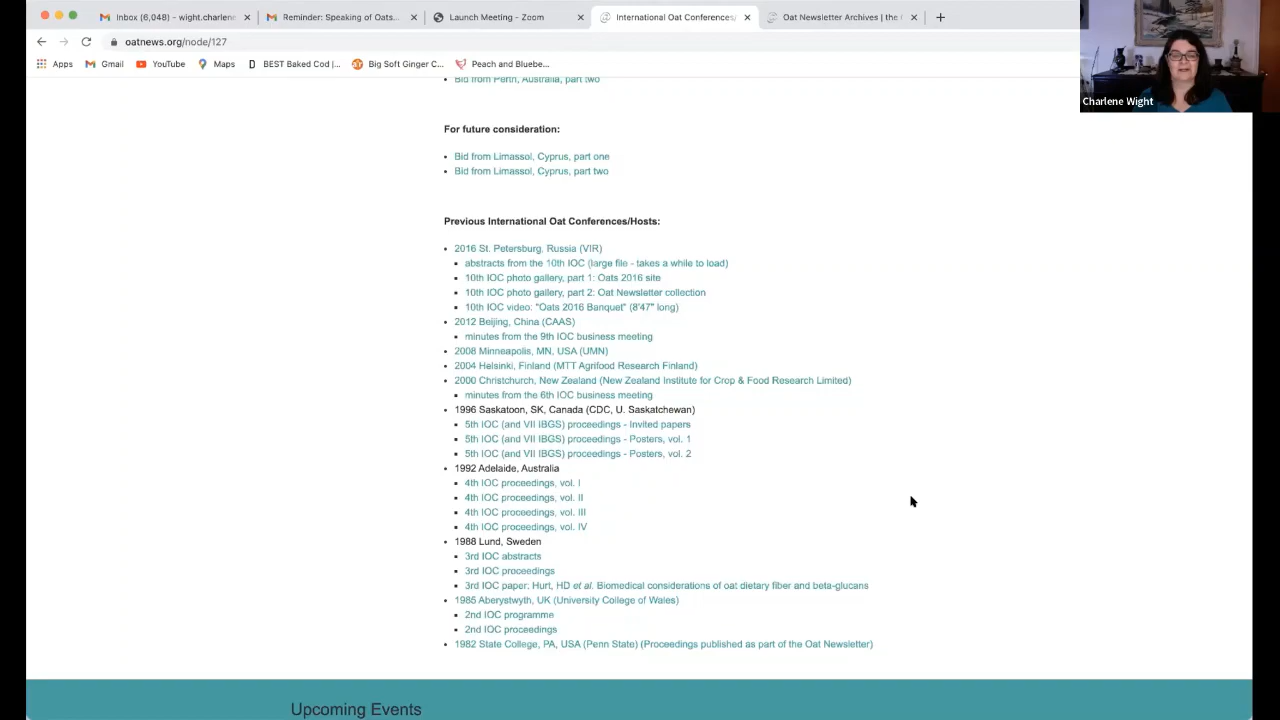 Inbox (6,048) - wight.charlene
Reminder: Speaking of Oats...
Launch Meeting - Zoom
International Oat Conferences/
Oat Newsletter Archives | the
oatnews.org/node/127
Apps
Gmail
YouTube
Maps
BEST Baked Cod |...
Big Soft Ginger C...
Peach and Bluebe...
Charlene Wight
Bid from Perth, Australia, part two
For future consideration:
Bid from Limassol, Cyprus, part one
Bid from Limassol, Cyprus, part two
Previous International Oat Conferences/Hosts:
2016 St. Petersburg, Russia (VIR)
abstracts from the 10th IOC (large file - takes a while to load)
10th IOC photo gallery, part 1: Oats 2016 site
10th IOC photo gallery, part 2: Oat Newsletter collection
10th IOC video: "Oats 2016 Banquet" (8'47" long)
2012 Beijing, China (CAAS)
minutes from the 9th IOC business meeting
2008 Minneapolis, MN, USA (UMN)
2004 Helsinki, Finland (MTT Agrifood Research Finland)
2000 Christchurch, New Zealand (New Zealand Institute for Crop & Food Research Limited)
minutes from the 6th IOC business meeting
1996 Saskatoon, SK, Canada (CDC, U. Saskatchewan)
5th IOC (and VII IBGS) proceedings - Invited papers
5th IOC (and VII IBGS) proceedings - Posters, vol. 1
5th IOC (and VII IBGS) proceedings - Posters, vol. 2
1992 Adelaide, Australia
4th IOC proceedings, vol. I
4th IOC proceedings, vol. II
4th IOC proceedings, vol. III
4th IOC proceedings, vol. IV
1988 Lund, Sweden
3rd IOC abstracts
3rd IOC proceedings
3rd IOC paper; Hurt, HD et al. Biomedical considerations of oat dietary fiber and beta-glucans
1985 Aberystwyth, UK (University College of Wales)
2nd IOC programme
2nd IOC proceedings
1982 State College, PA, USA (Penn State) (Proceedings published as part of the Oat Newsletter)
Upcoming Events